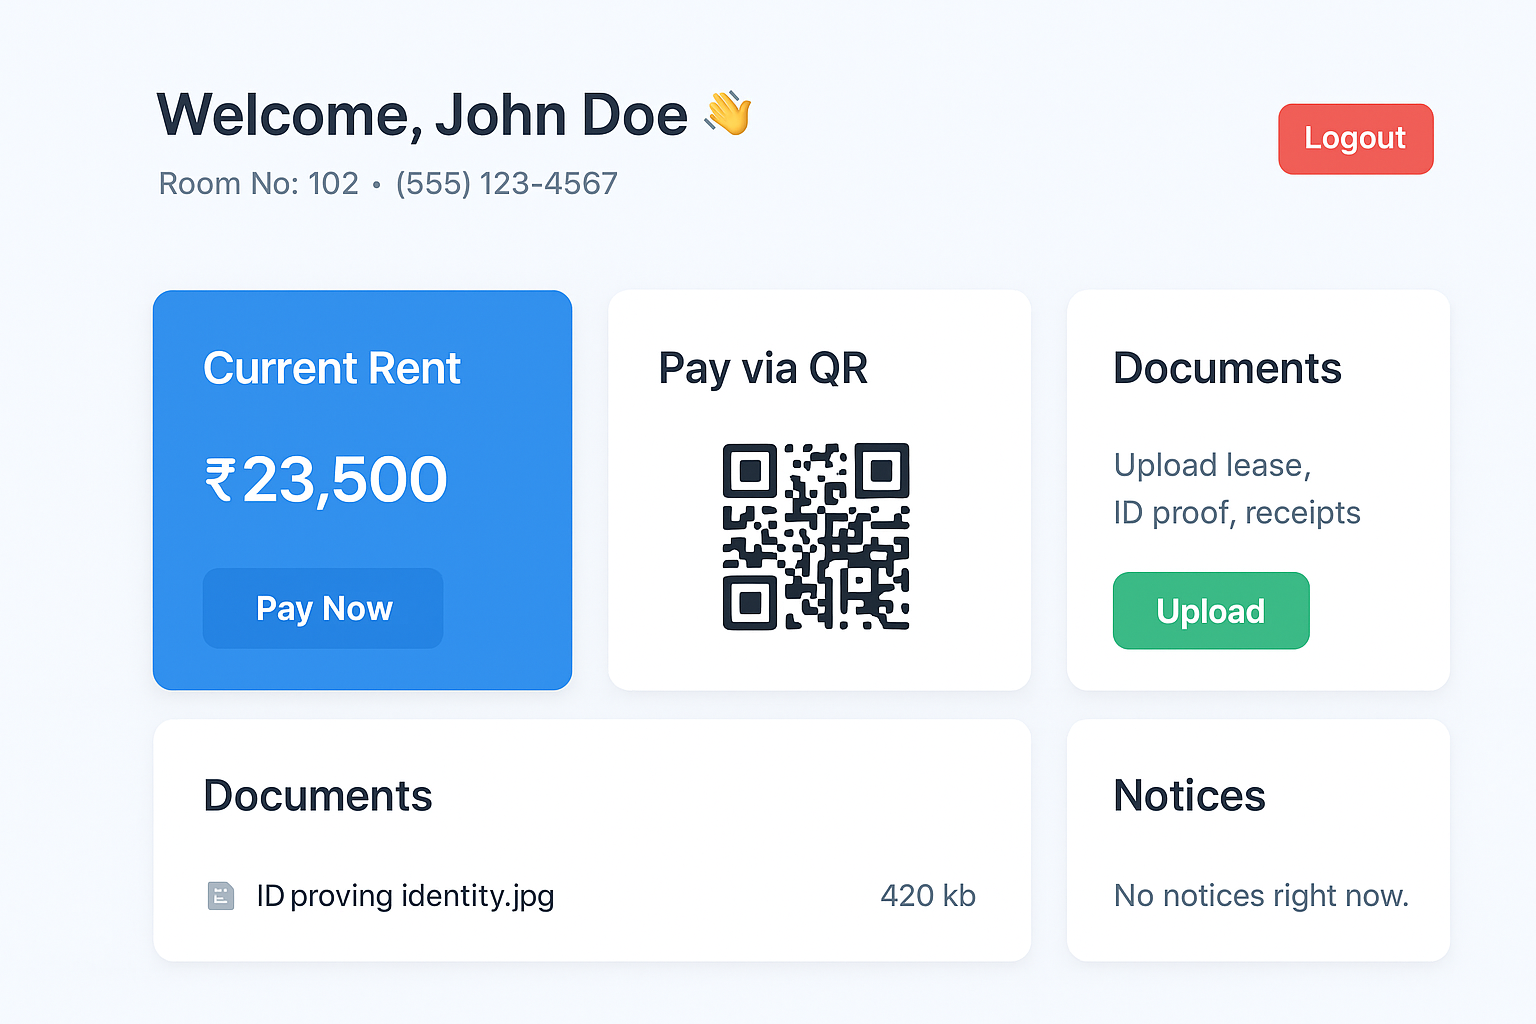 Welcome, John Doe 👋
Logout
Room No: 102 • (555) 123-4567
Current Rent
₹23,500
Pay Now
Pay via QR
Documents
Upload lease,
ID proof, receipts
Upload
Documents
ID proving identity.jpg 420 kb
Notices
No notices right now.